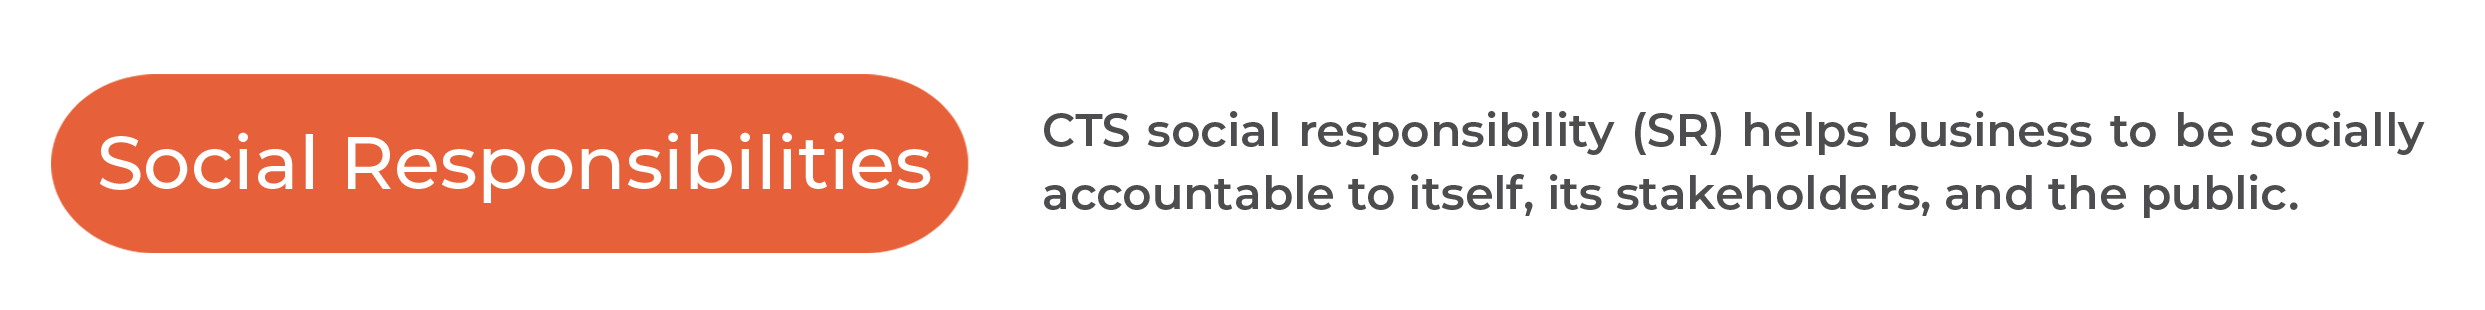 Social Responsibilities
CTS social responsibility (SR) helps business to be socially
accountable to itself, its stakeholders, and the public.